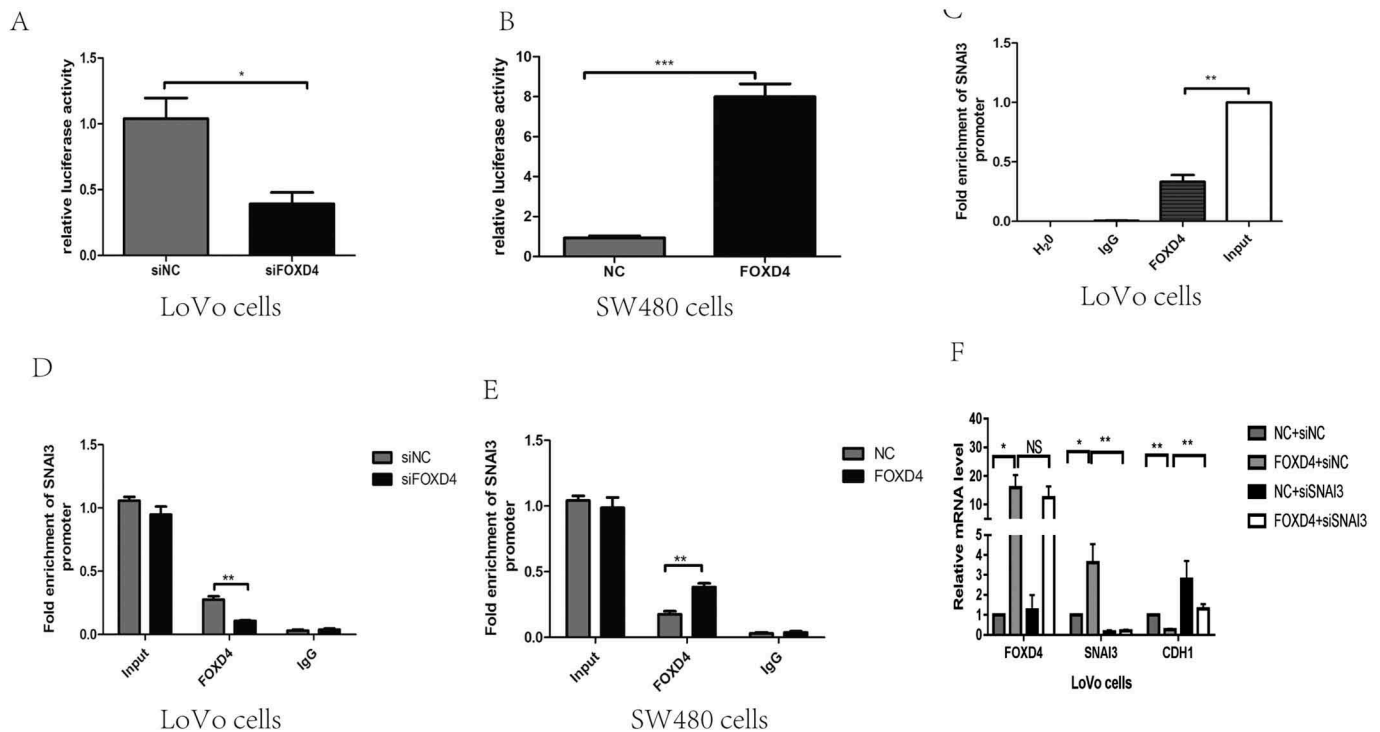 A
relative luciferase activity
1.5
1.0
0.5
0.0
*
siNC
siFOXD4
LoVo cells
B
relative luciferase activity
10
8
6
4
2
0
***
NC
FOXD4
SW480 cells
C
Fold enrichment of SNAI3
promoter
1.5
1.0
0.5
0.0
**
H20
IgG
FOXD4
Input
LoVo cells
D
Fold enrichment of SNAI3
promoter
1.5
1.0
0.5
0.0
**
siNC
siFOXD4
Input
FOXD4
IgG
LoVo cells
E
Fold enrichment of SNAI3
promoter
1.5
1.0
0.5
0.0
**
NC
FOXD4
Input
FOXD4
IgG
SW480 cells
F
Relative mRNA level
40
30
20
10
5
4
3
2
1
0
* NS * ** ** **
NC+siNC
FOXD4+siNC
NC+siSNAI3
FOXD4+siSNAI3
FOXD4
SNAI3
CDH1
LoVo cells